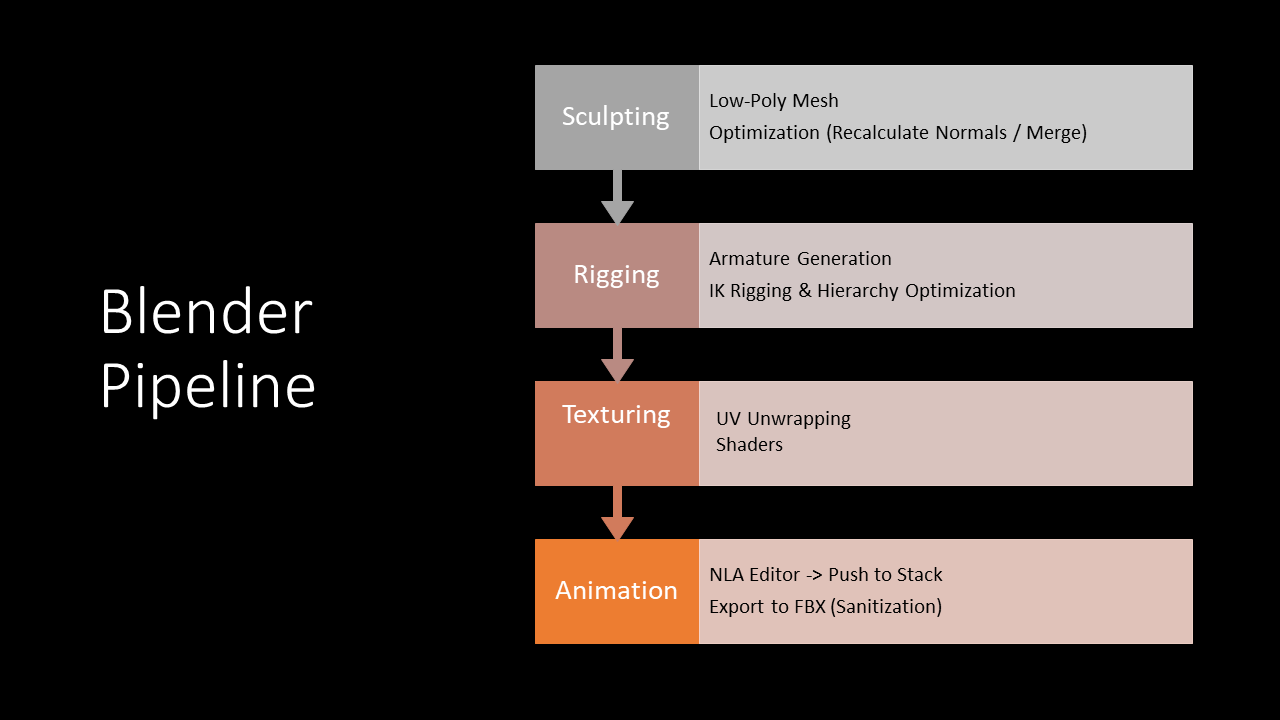 Blender
Pipeline
Sculpting
Low-Poly Mesh
Optimization (Recalculate Normals / Merge)
Rigging
Armature Generation
IK Rigging & Hierarchy Optimization
Texturing
UV Unwrapping
Shaders
Animation
NLA Editor -> Push to Stack
Export to FBX (Sanitization)